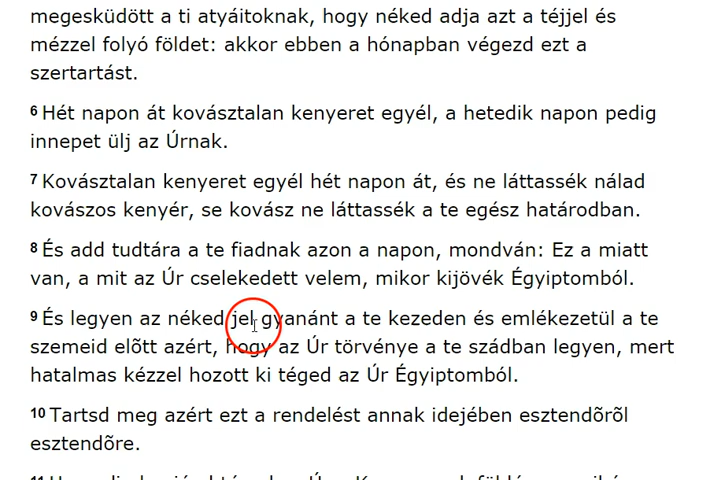 megesküdött a ti atyáitoknak, hogy néked adja azt a téjjel és
mézzel folyó földet: akkor ebben a hónapban végezd ezt a
szertartást.
6 Hét napon át kovásztalan kenyeret egyél, a hetedik napon pedig
innepet ülj az Úrnak.
7 Kovásztalan kenyeret egyél hét napon át, és ne láttassék nálad
kovászos kenyér, se kovász ne láttassék a te egész határodban.
8 És add tudtára a te fiadnak azon a napon, mondván: Ez a miatt
van, a mit az Úr cselekedett velem, mikor kijövék Égyiptomból.
9 És legyen az néked jel gyanánt a te kezeden és emlékezetül a te
szemeid elõtt azért, hogy az Úr törvénye a te szádban legyen, mert
hatalmas kézzel hozott ki téged az Úr Égyiptomból.
10 Tartsd meg azért ezt a rendelést annak idejében esztendõrõl
esztendõre.